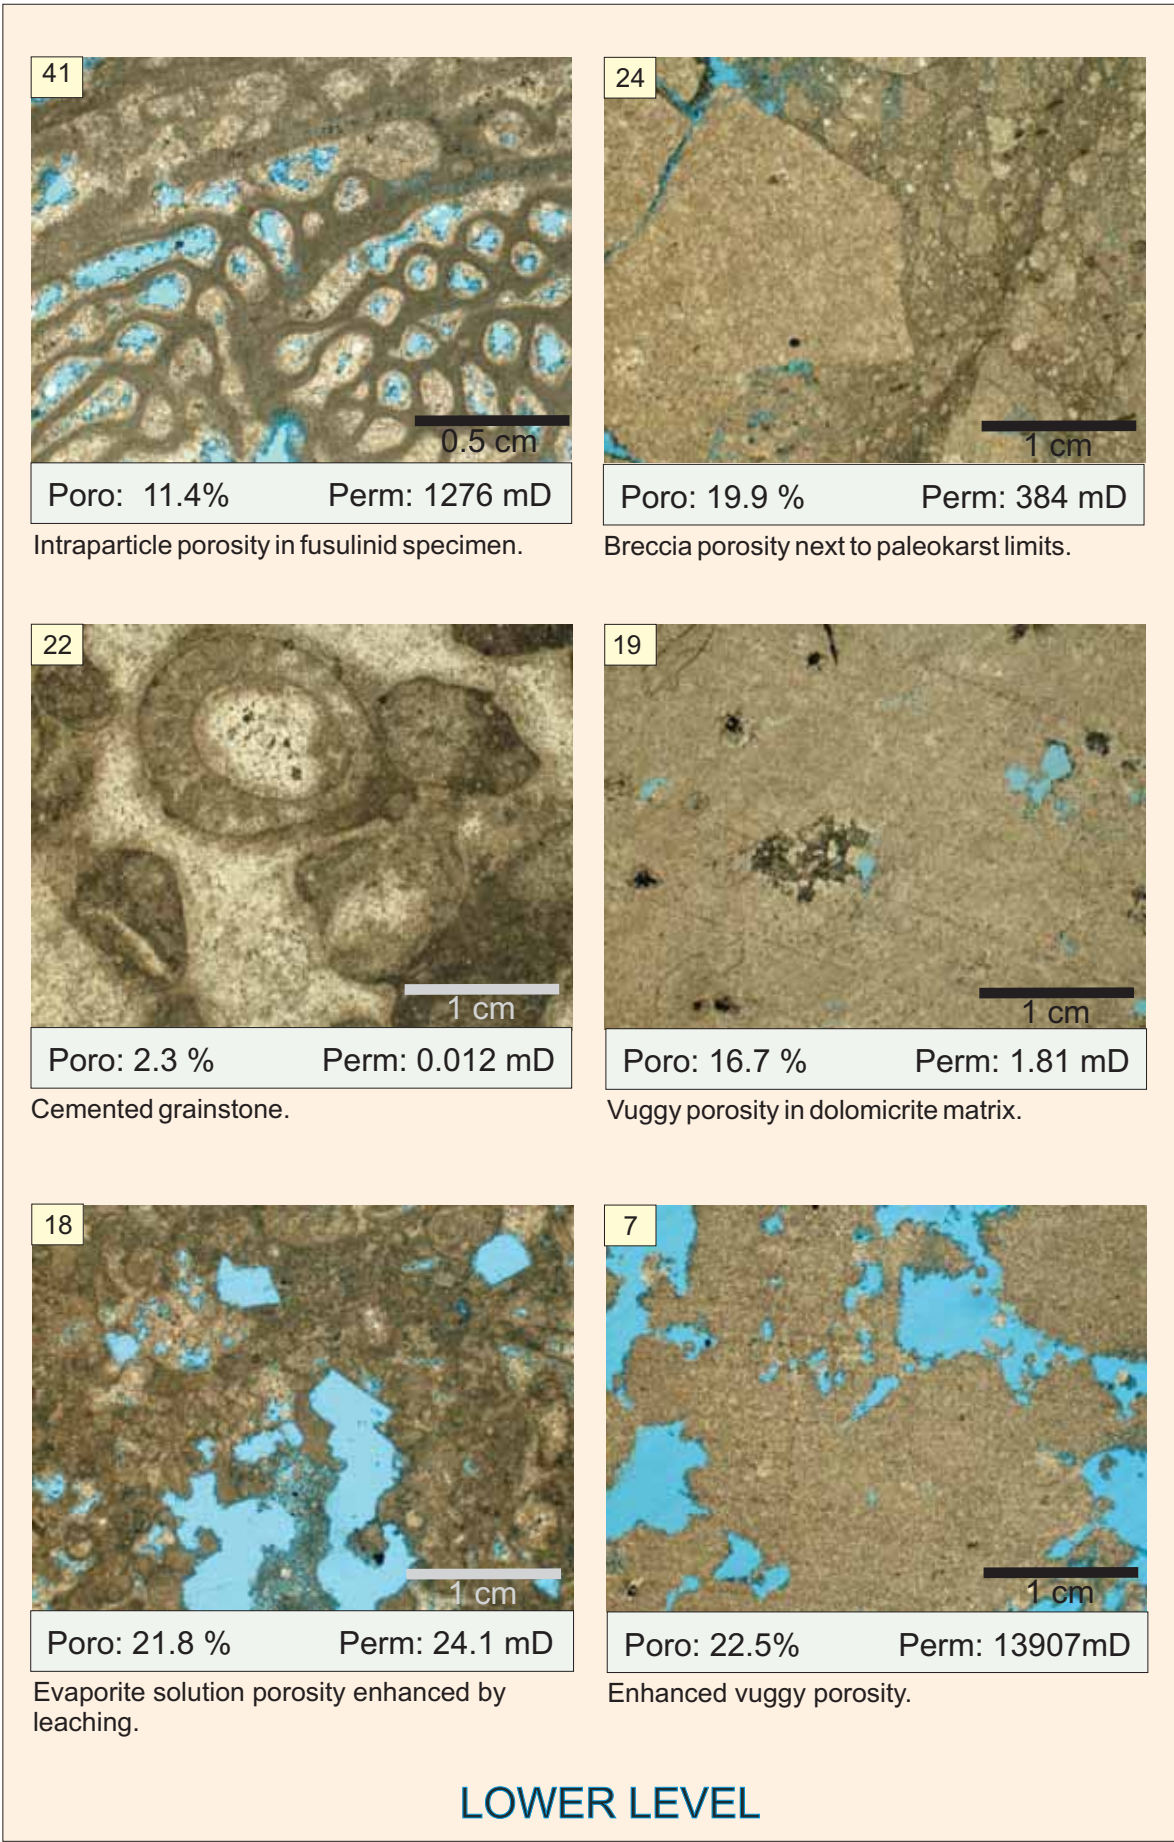 41
24
0.5 cm
1 cm
Poro: 11.4% Perm: 1276 mD
Poro: 19.9 % Perm: 384 mD
Intraparticle porosity in fusulinid specimen.
Breccia porosity next to paleokarst limits.
22
19
1 cm
1 cm
Poro: 2.3 % Perm: 0.012 mD
Poro: 16.7 % Perm: 1.81 mD
Cemented grainstone.
Vuggy porosity in dolomicrite matrix.
18
7
1 cm
1 cm
Poro: 21.8 % Perm: 24.1 mD
Poro: 22.5% Perm: 13907mD
Evaporite solution porosity enhanced by
leaching.
Enhanced vuggy porosity.
LOWER LEVEL